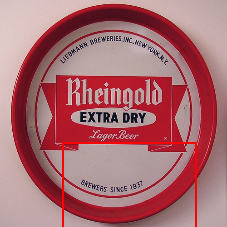 LIEBMANN BREWERIES, INC., NEW YORK, N.Y.
Rheingold
EXTRA DRY
Lager Beer
BREWERS SINCE 1837